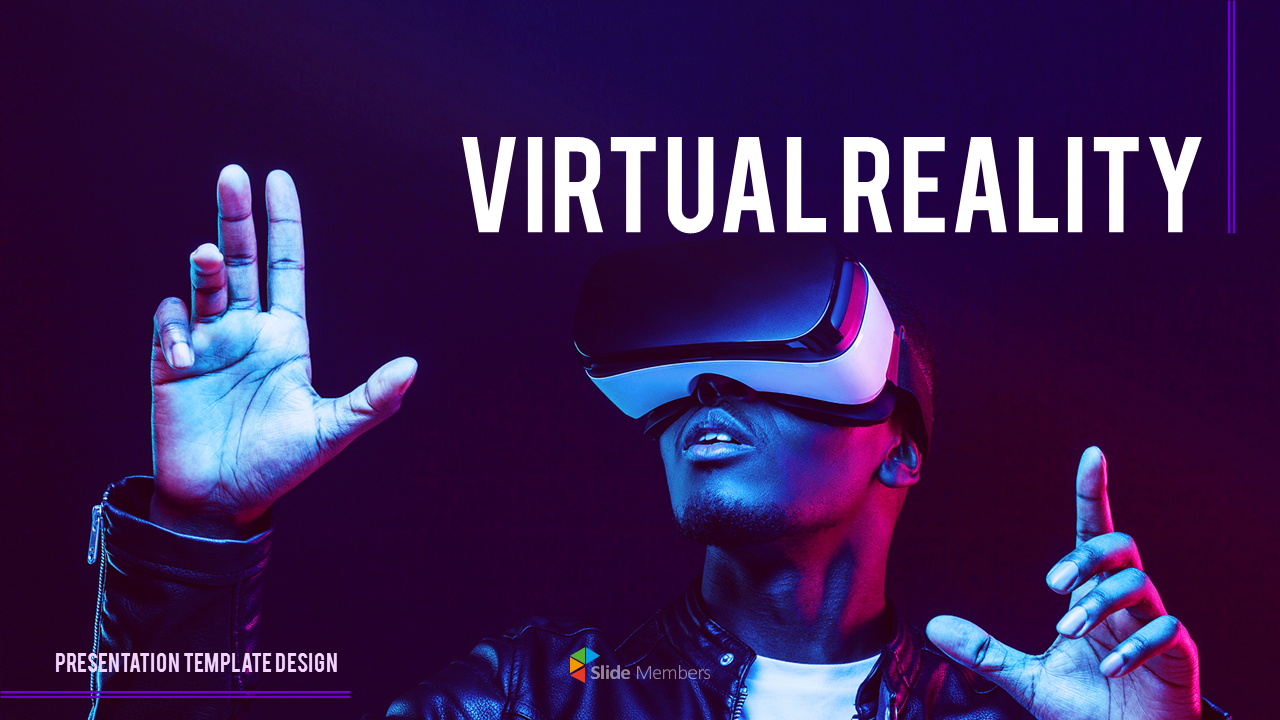 VIRTUAL REALITY
PRESENTATION TEMPLATE DESIGN
Slide Members